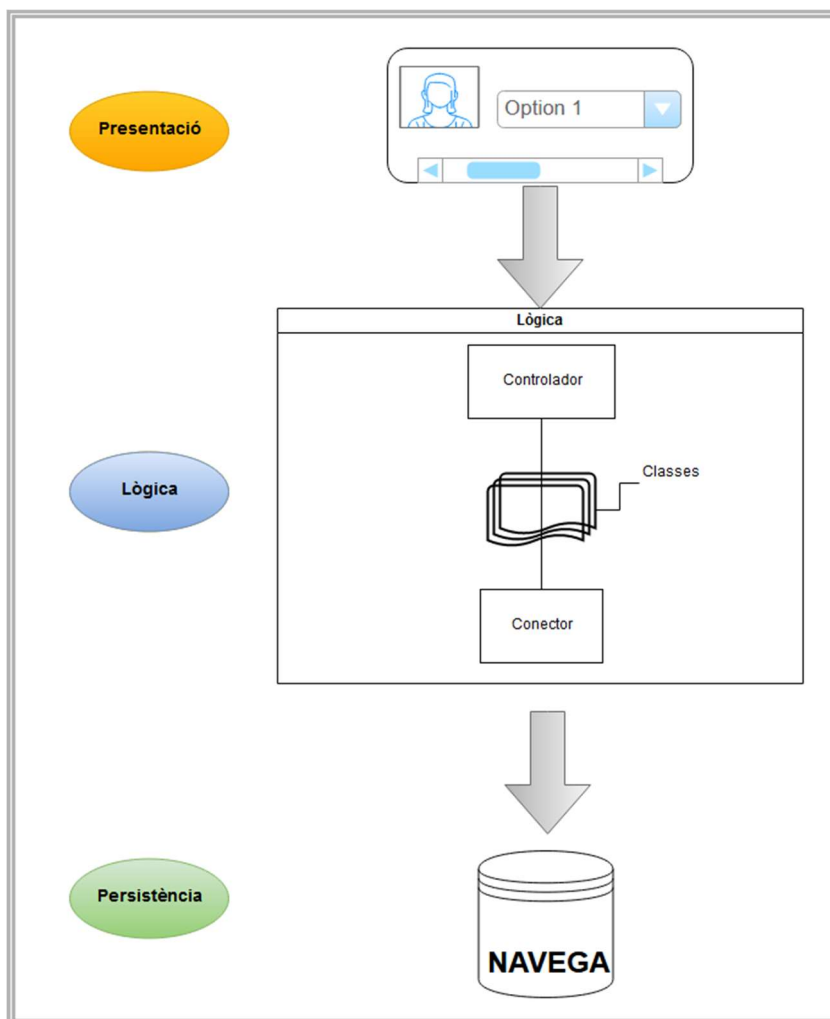 Presentació
Option 1
Lògica
Controlador
Lògica
Classes
Conector
Persistència
NAVEGA